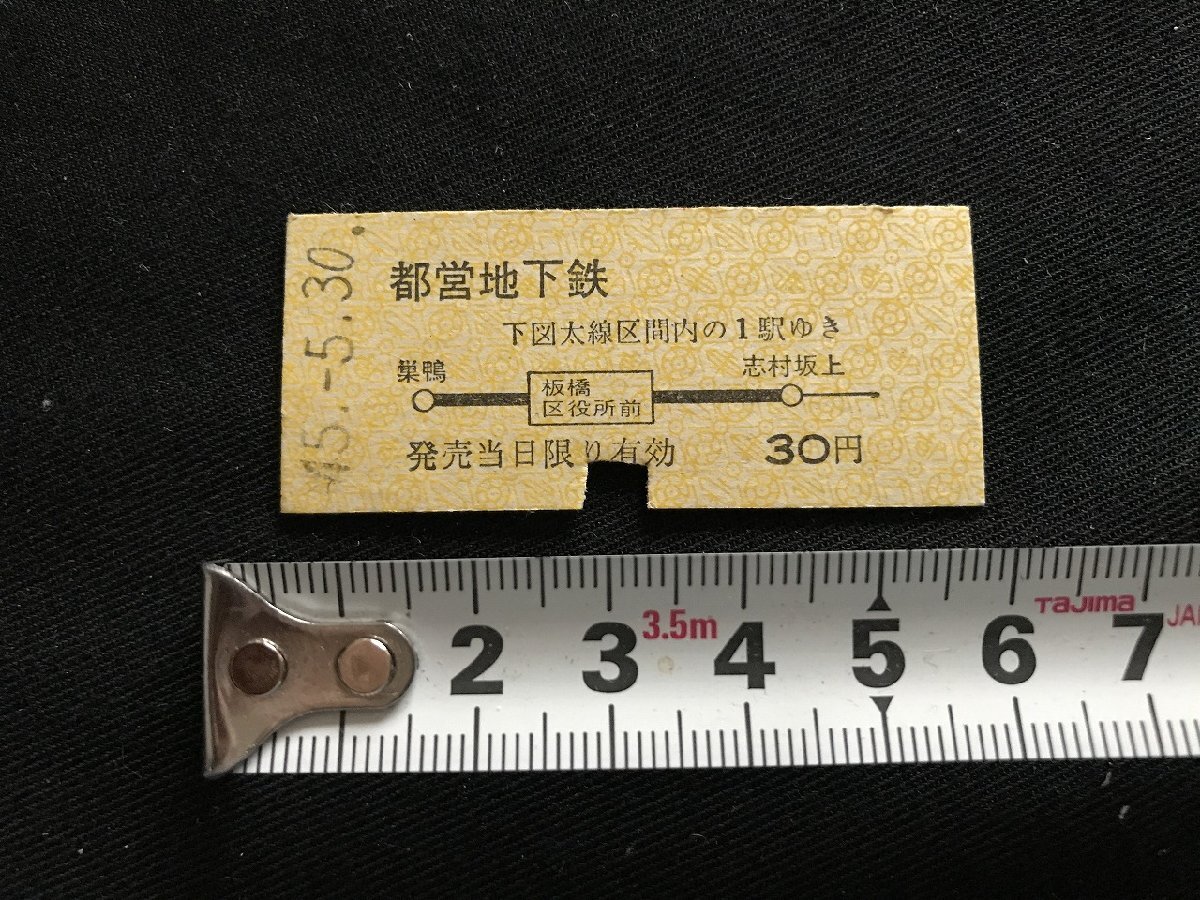 45.-5.30.
都営地下鉄
下図太線区間内の1駅ゆき
巣鴨
板橋
区役所前
志村坂上
発売当日限り有効 30円
3.5m
Tajima
JA
2 3 4 5 6 7